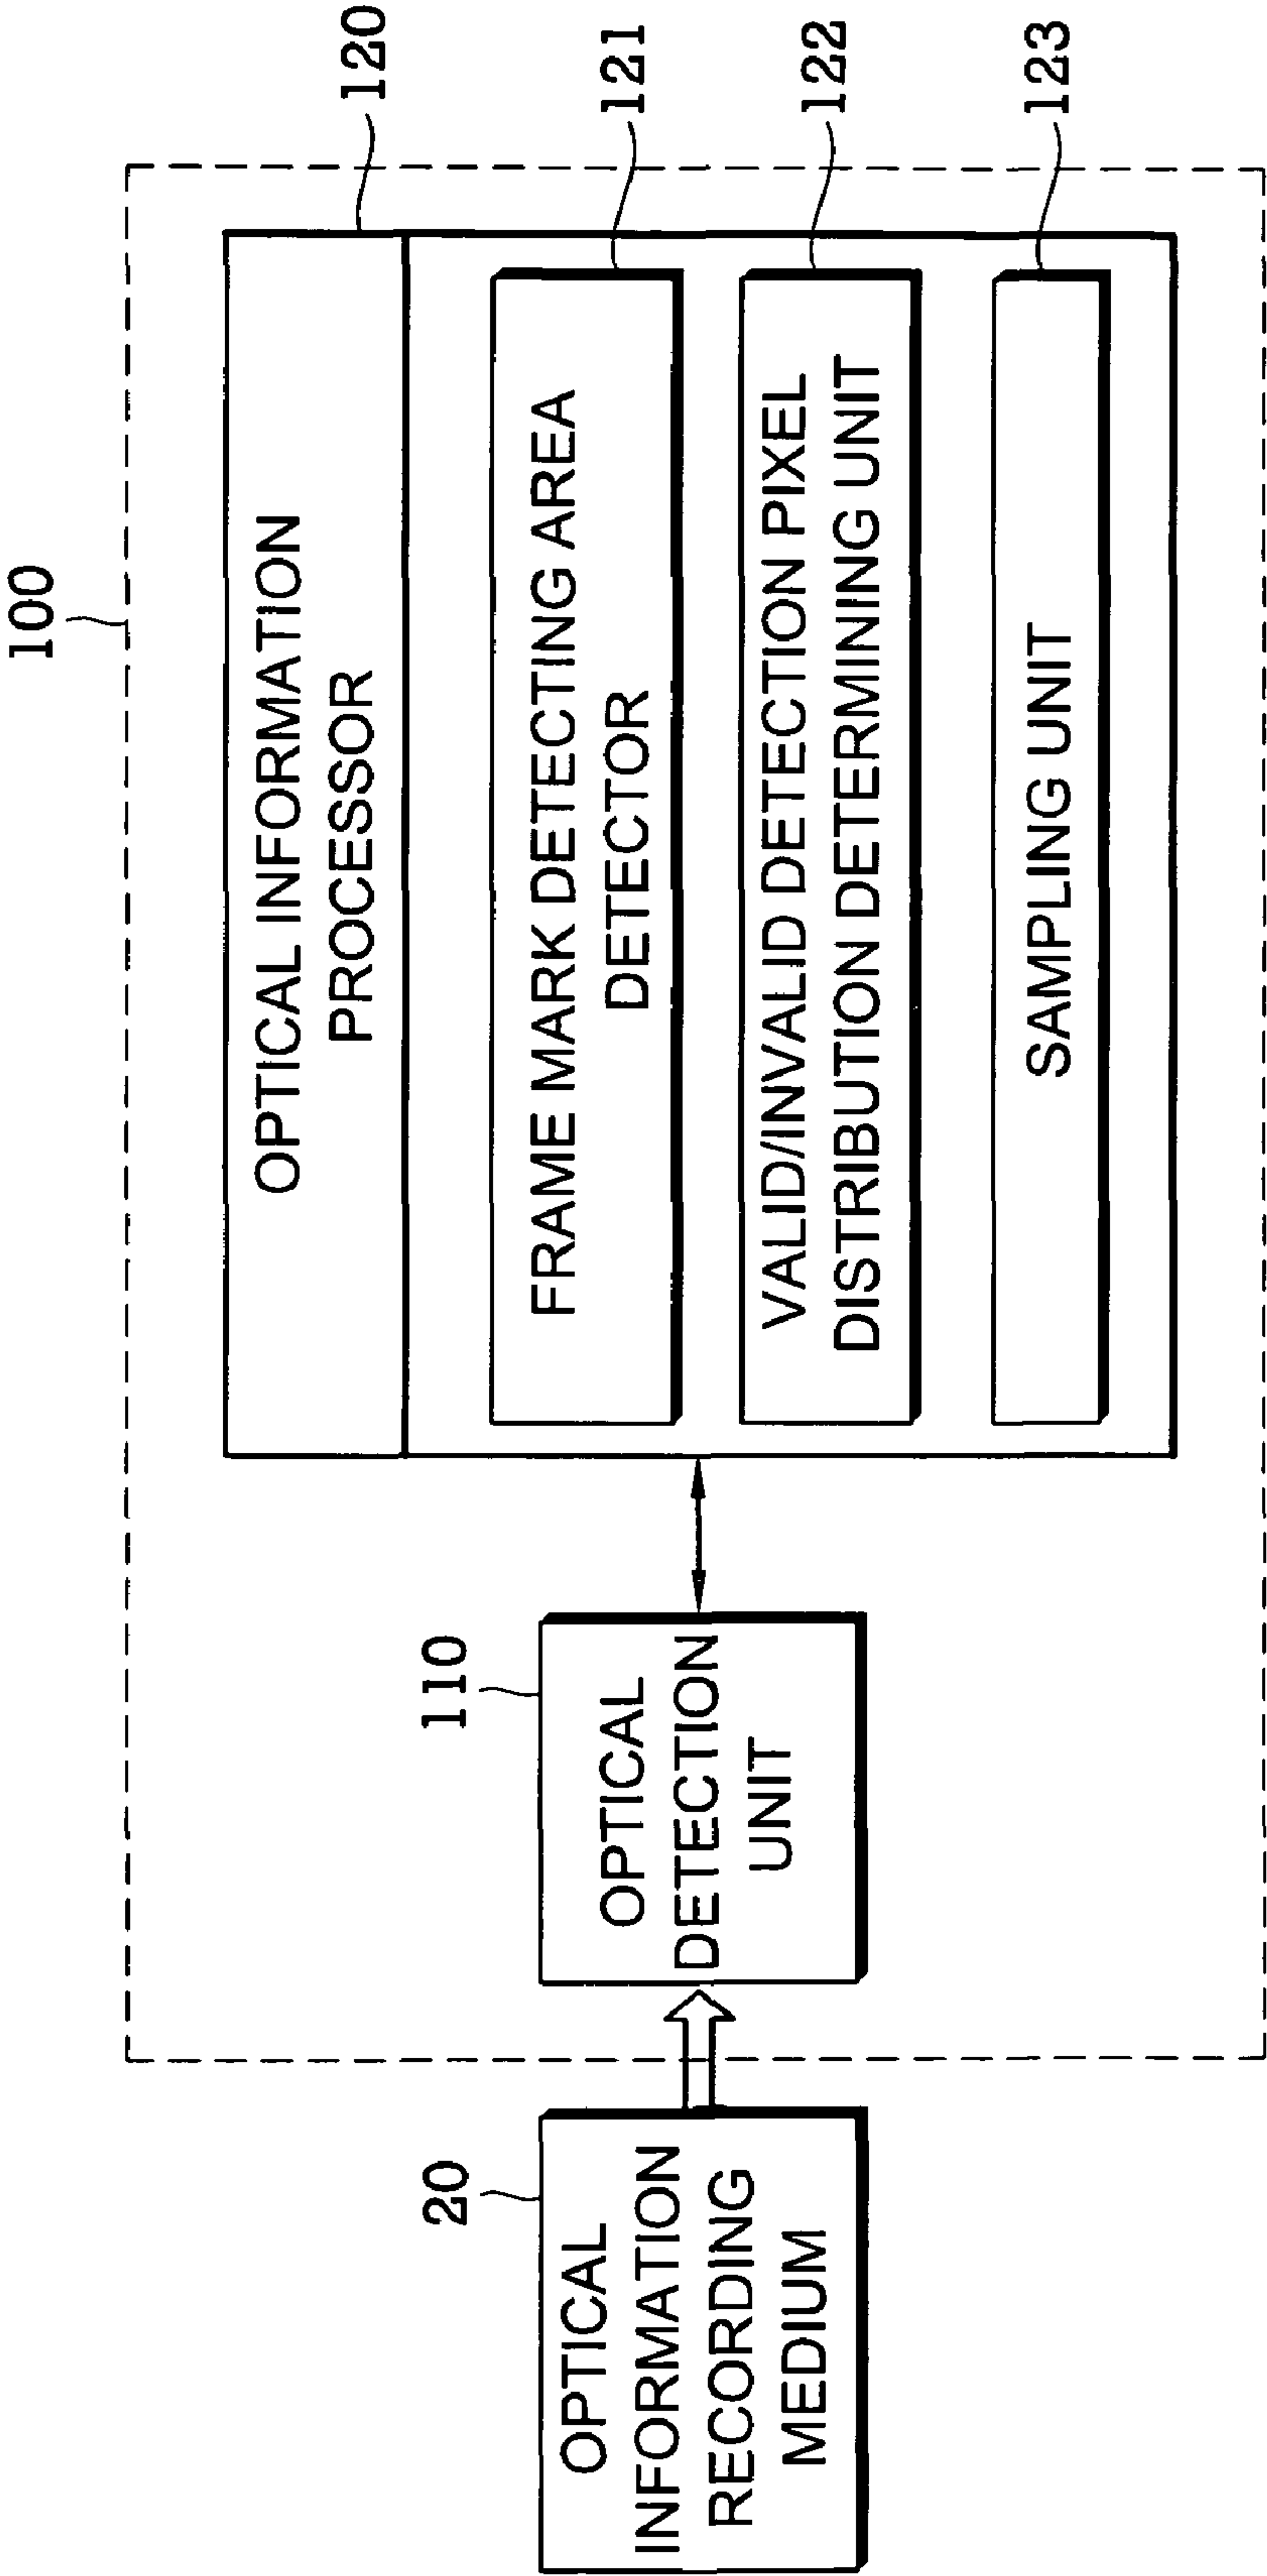 100
20
OPTICAL
INFORMATION
RECORDING
MEDIUM
110
OPTICAL
DETECTION
UNIT
120
OPTICAL INFORMATION
PROCESSOR
121
FRAME MARK DETECTING AREA
DETECTOR
122
VALID/INVALID DETECTION PIXEL
DISTRIBUTION DETERMINING UNIT
123
SAMPLING UNIT